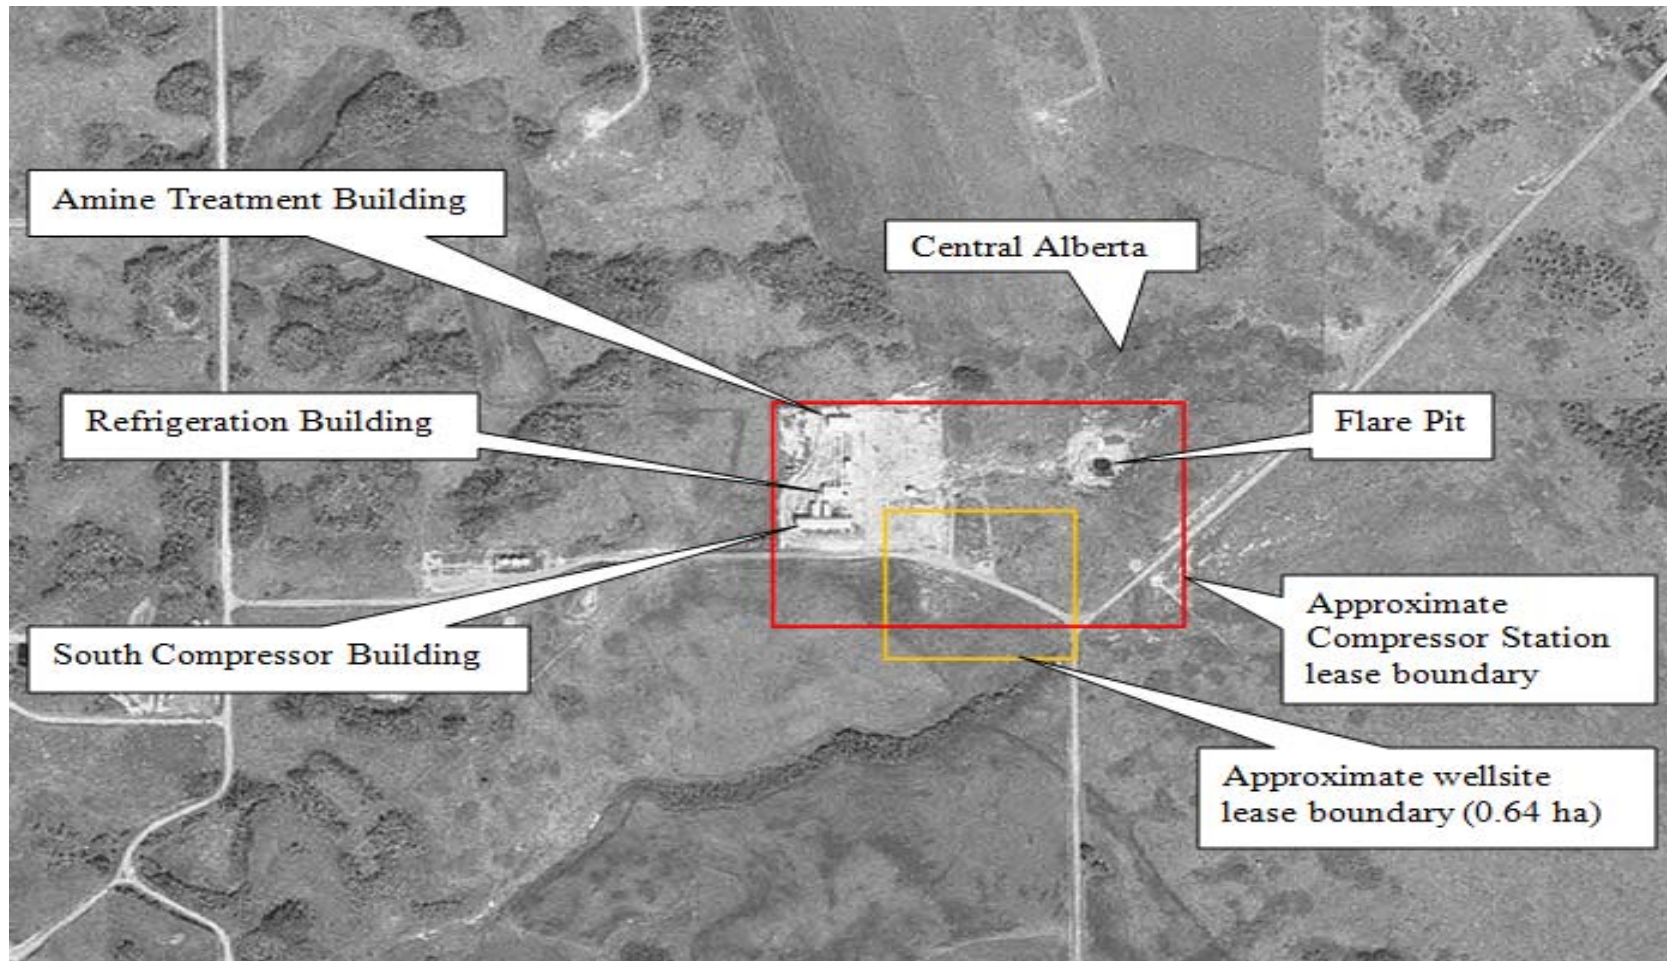 Amine Treatment Building
Central Alberta
Refrigeration Building
Flare Pit
Approximate
Compressor Station
lease boundary
South Compressor Building
Approximate wellsite
lease boundary (0.64 ha)